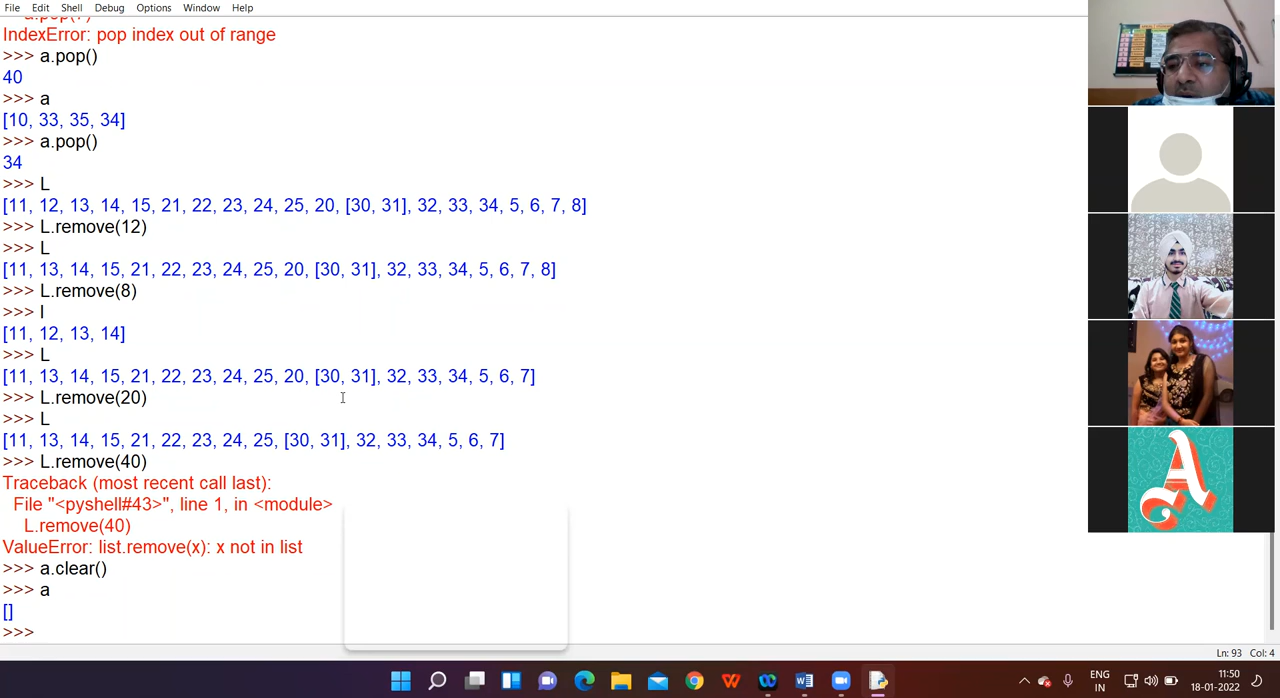 File Edit Shell Debug Options Window Help
IndexError: pop index out of range
>>> a.pop()
40
>>> a
[10, 33, 35, 34]
>>> a.pop()
34
>>> L
[11, 12, 13, 14, 15, 21, 22, 23, 24, 25, 20, [30, 31], 32, 33, 34, 5, 6, 7, 8]
>>> L.remove(12)
>>> L
[11, 13, 14, 15, 21, 22, 23, 24, 25, 20, [30, 31], 32, 33, 34, 5, 6, 7, 8]
>>> L.remove(8)
>>> l
[11, 12, 13, 14]
>>> L
[11, 13, 14, 15, 21, 22, 23, 24, 25, 20, [30, 31], 32, 33, 34, 5, 6, 7]
>>> L.remove(20)
>>> L
[11, 13, 14, 15, 21, 22, 23, 24, 25, [30, 31], 32, 33, 34, 5, 6, 7]
>>> L.remove(40)
Traceback (most recent call last):
File "<pyshell#43>", line 1, in <module>
L.remove(40)
ValueError: list.remove(x): x not in list
>>> a.clear()
>>> a
[]
>>>
Ln: 93 Col: 4
ENG
IN
11:50
18-01-2022